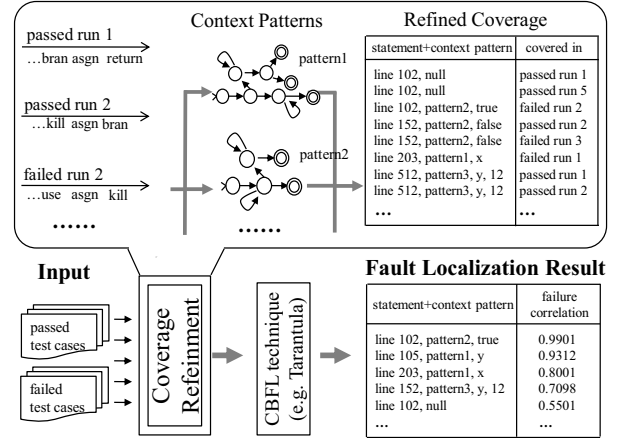 Context Patterns
Refined Coverage
passed run 1
…bran asgn return
passed run 2
…kill asgn bran
failed run 2
…use asgn kill
……
pattern1
pattern2
……
statement+context pattern covered in
line 102, null passed run 1
line 102, null passed run 5
line 102, pattern2, true failed run 2
line 152, pattern2, false passed run 2
line 152, pattern2, false failed run 3
line 203, pattern1, x failed run 1
line 512, pattern3, y, 12 passed run 1
line 512, pattern3, y, 12 passed run 2
… …
Input
passed
test cases
failed
test cases
Coverage
Refeinment
CBFL technique
(e.g. Tarantula)
Fault Localization Result
statement+context pattern failure
correlation
line 102, pattern2, true 0.9901
line 105, pattern1, y 0.9312
line 203, pattern1, x 0.8001
line 152, pattern3, y, 12 0.7098
line 102, null 0.5501
… …